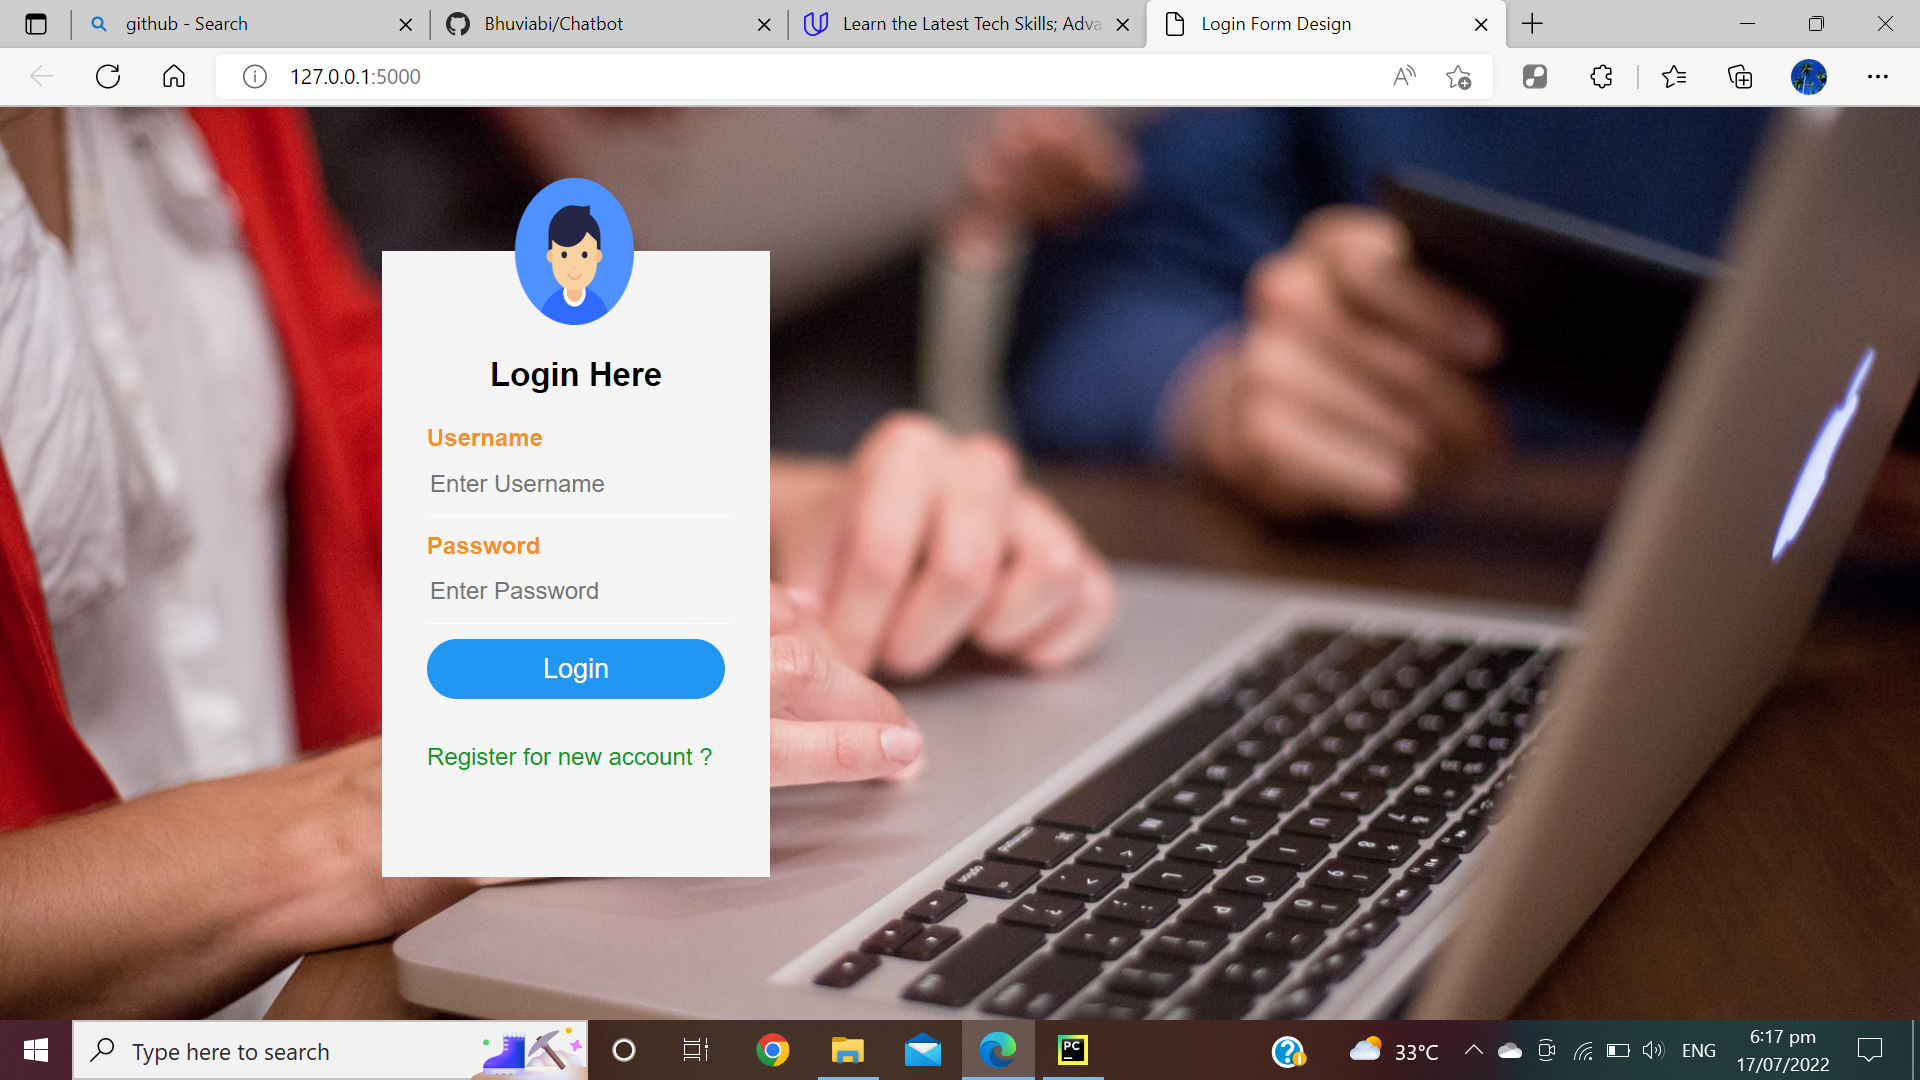 github - Search
Bhuviabi/Chatbot
Learn the Latest Tech Skills; Adva
Login Form Design
127.0.0.1:5000
Login Here
Username
Enter Username
Password
Enter Password
Login
Register for new account ?
Type here to search
PC
33°C
ENG
6:17 pm
17/07/2022